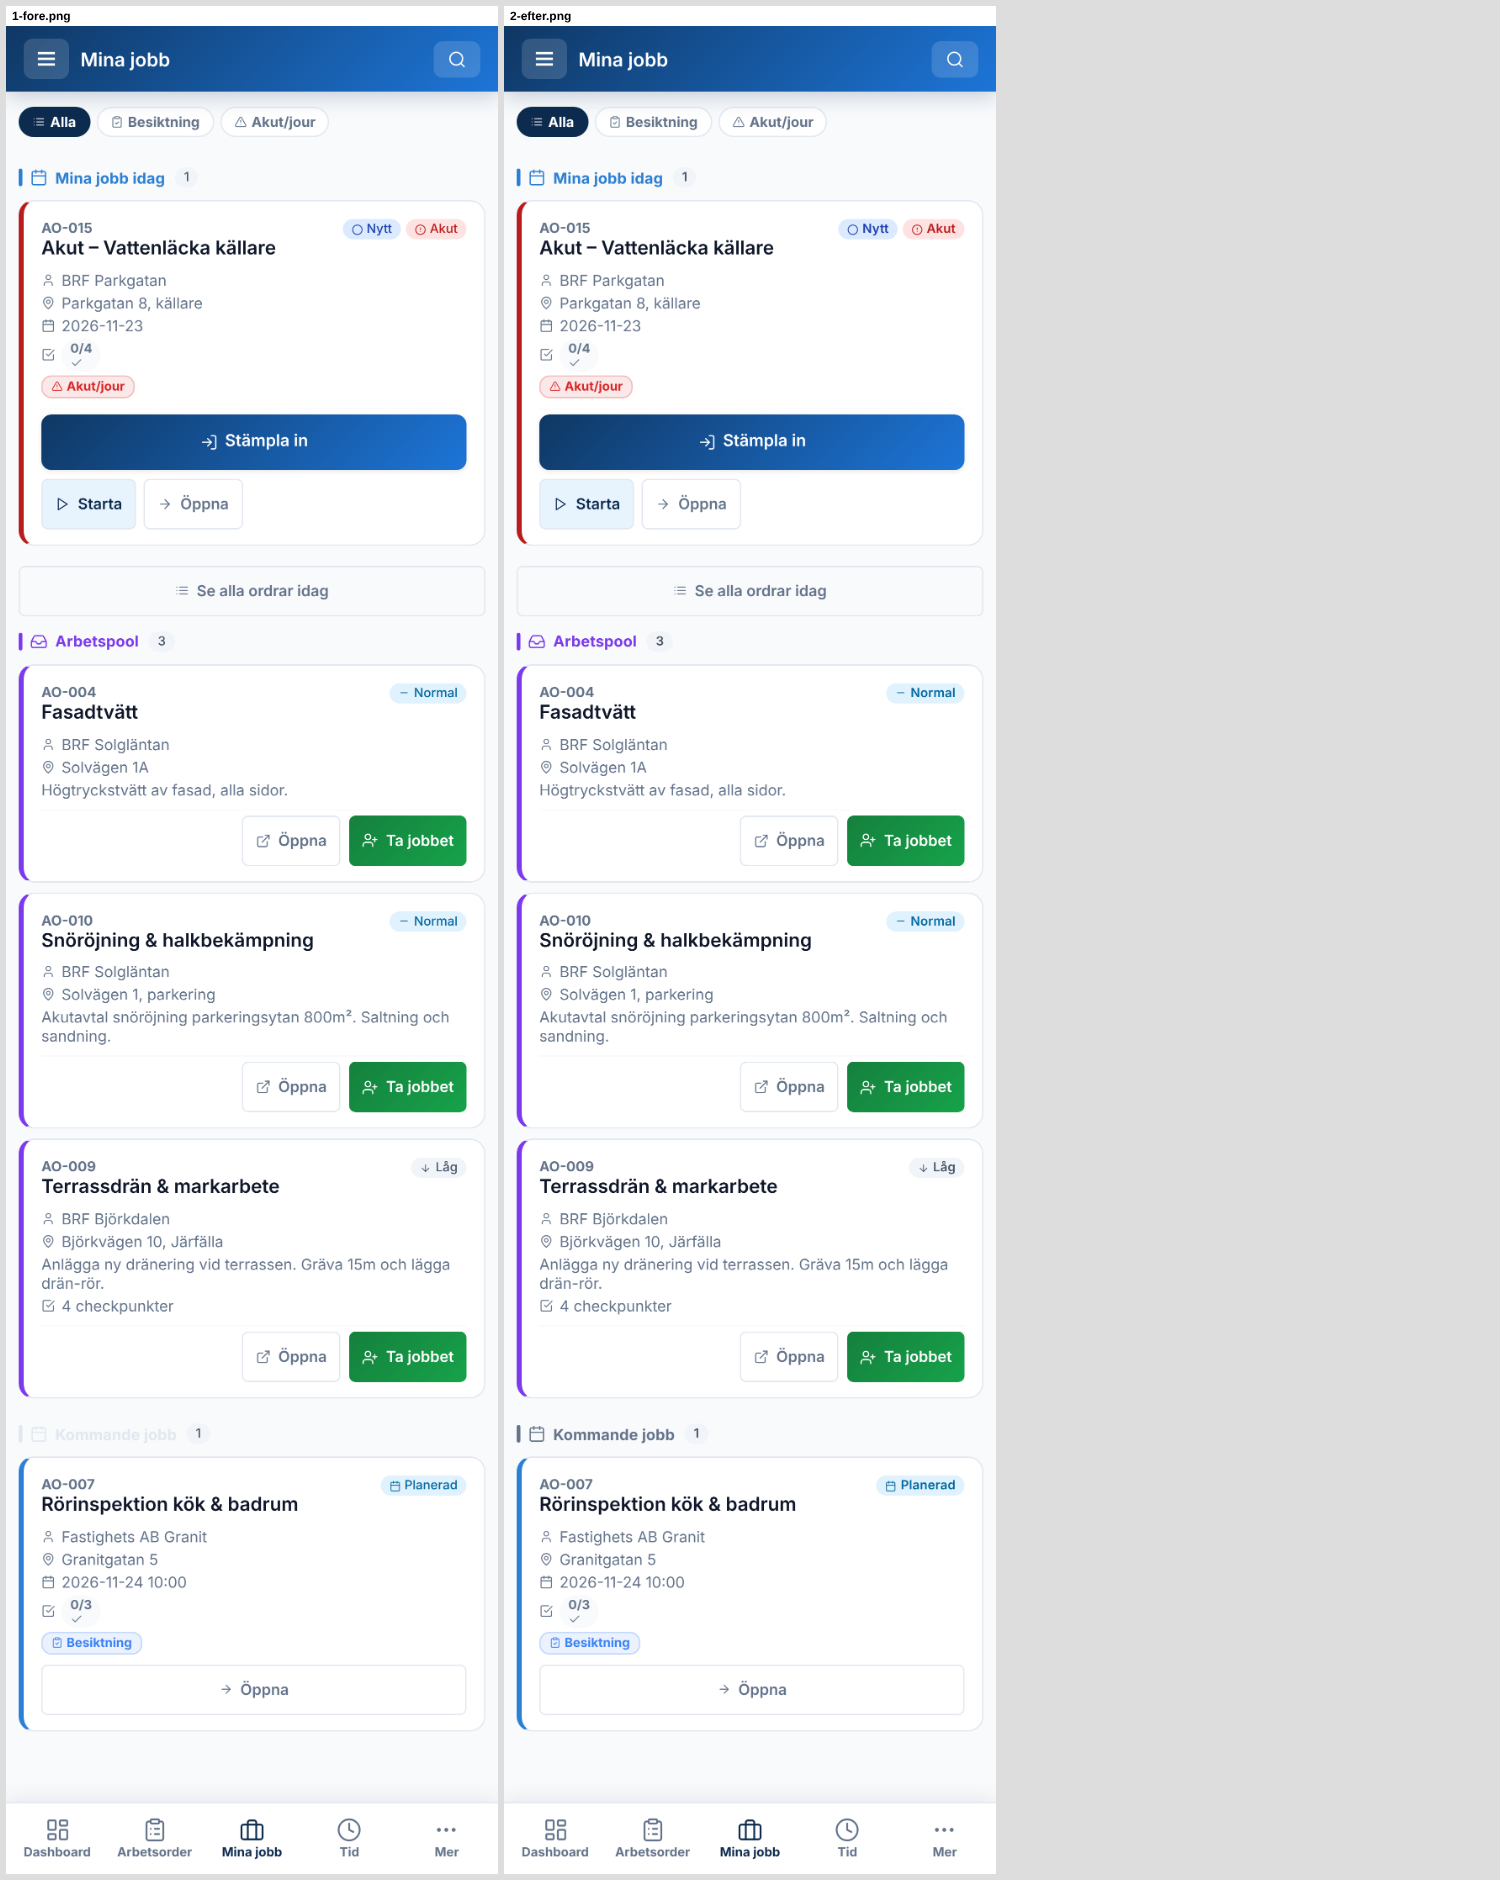 1-fore.png
Mina jobb
Alla
Besiktning
Akut/jour
Mina jobb idag 1
AO-015
Nytt
Akut
Akut – Vattenläcka källare
BRF Parkgatan
Parkgatan 8, källare
2026-11-23
0/4
Akut/jour
Stämpla in
Starta
Öppna
Se alla ordrar idag
Arbetspool 3
AO-004
Normal
Fasadtvätt
BRF Solgläntan
Solvägen 1A
Högtryckstvätt av fasad, alla sidor.
Öppna
Ta jobbet
AO-010
Normal
Snöröjning & halkbekämpning
BRF Solgläntan
Solvägen 1, parkering
Akutavtal snöröjning parkeringsytan 800m². Saltning och
sandning.
Öppna
Ta jobbet
AO-009
Låg
Terrassdrän & markarbete
BRF Björkdalen
Björkvägen 10, Järfälla
Anlägga ny dränering vid terrassen. Gräva 15m och lägga
drän-rör.
4 checkpunkter
Öppna
Ta jobbet
Kommande jobb 1
AO-007
Planerad
Rörinspektion kök & badrum
Fastighets AB Granit
Granitgatan 5
2026-11-24 10:00
0/3
Besiktning
Öppna
Dashboard
Arbetsorder
Mina jobb
Tid
Mer
2-efter.png
Mina jobb
Alla
Besiktning
Akut/jour
Mina jobb idag 1
AO-015
Nytt
Akut
Akut – Vattenläcka källare
BRF Parkgatan
Parkgatan 8, källare
2026-11-23
0/4
Akut/jour
Stämpla in
Starta
Öppna
Se alla ordrar idag
Arbetspool 3
AO-004
Normal
Fasadtvätt
BRF Solgläntan
Solvägen 1A
Högtryckstvätt av fasad, alla sidor.
Öppna
Ta jobbet
AO-010
Normal
Snöröjning & halkbekämpning
BRF Solgläntan
Solvägen 1, parkering
Akutavtal snöröjning parkeringsytan 800m². Saltning och
sandning.
Öppna
Ta jobbet
AO-009
Låg
Terrassdrän & markarbete
BRF Björkdalen
Björkvägen 10, Järfälla
Anlägga ny dränering vid terrassen. Gräva 15m och lägga
drän-rör.
4 checkpunkter
Öppna
Ta jobbet
Kommande jobb 1
AO-007
Planerad
Rörinspektion kök & badrum
Fastighets AB Granit
Granitgatan 5
2026-11-24 10:00
0/3
Besiktning
Öppna
Dashboard
Arbetsorder
Mina jobb
Tid
Mer